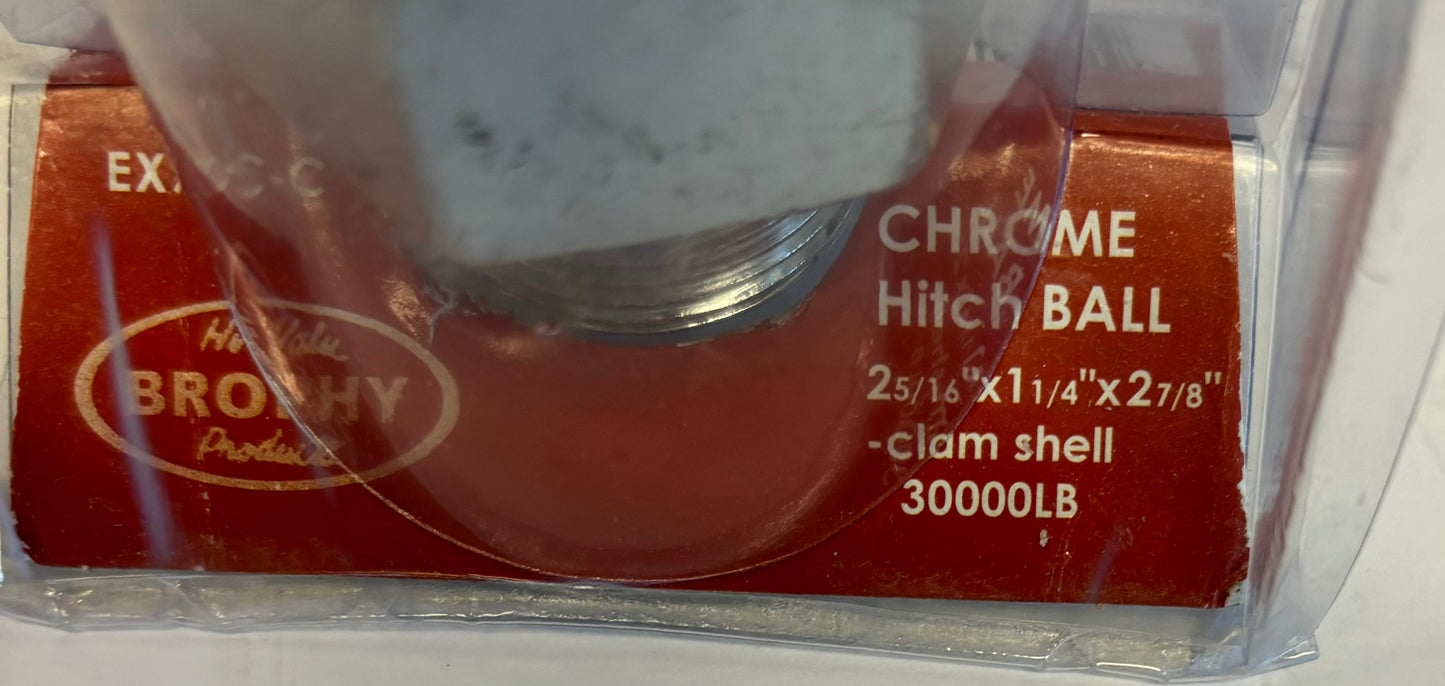 CHROME
Hitch BALL
2 5/16"x1 1/4"x2 7/8"
-clam shell
30000LB
BROPHY